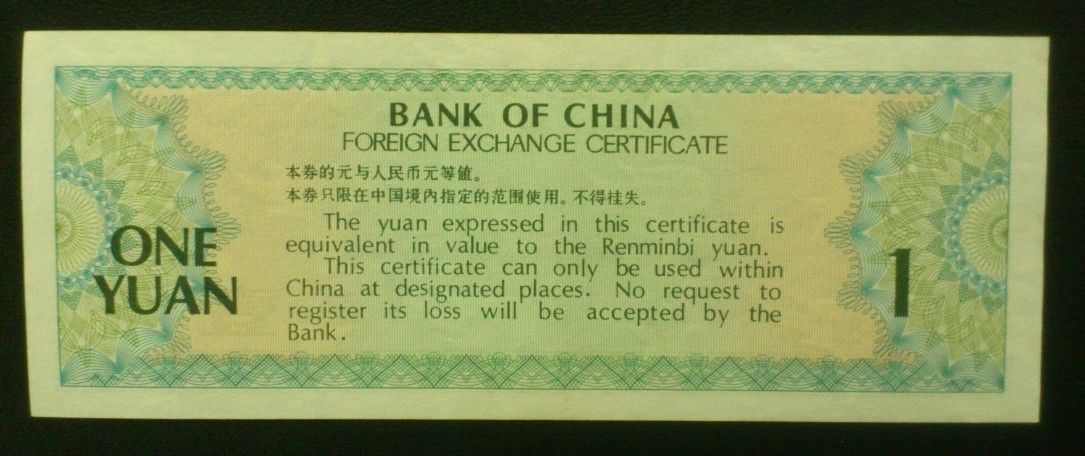 BANK OF CHINA
FOREIGN EXCHANGE CERTIFICATE
本券的元与人民币元等值。
本券只限在中国境内指定的范围使用。不得挂失。
The yuan expressed in this certificate is
equivalent in value to the Renminbi yuan.
This certificate can only be used within
China at designated places. No request to
register its loss will be accepted by the
Bank.
ONE
YUAN
1